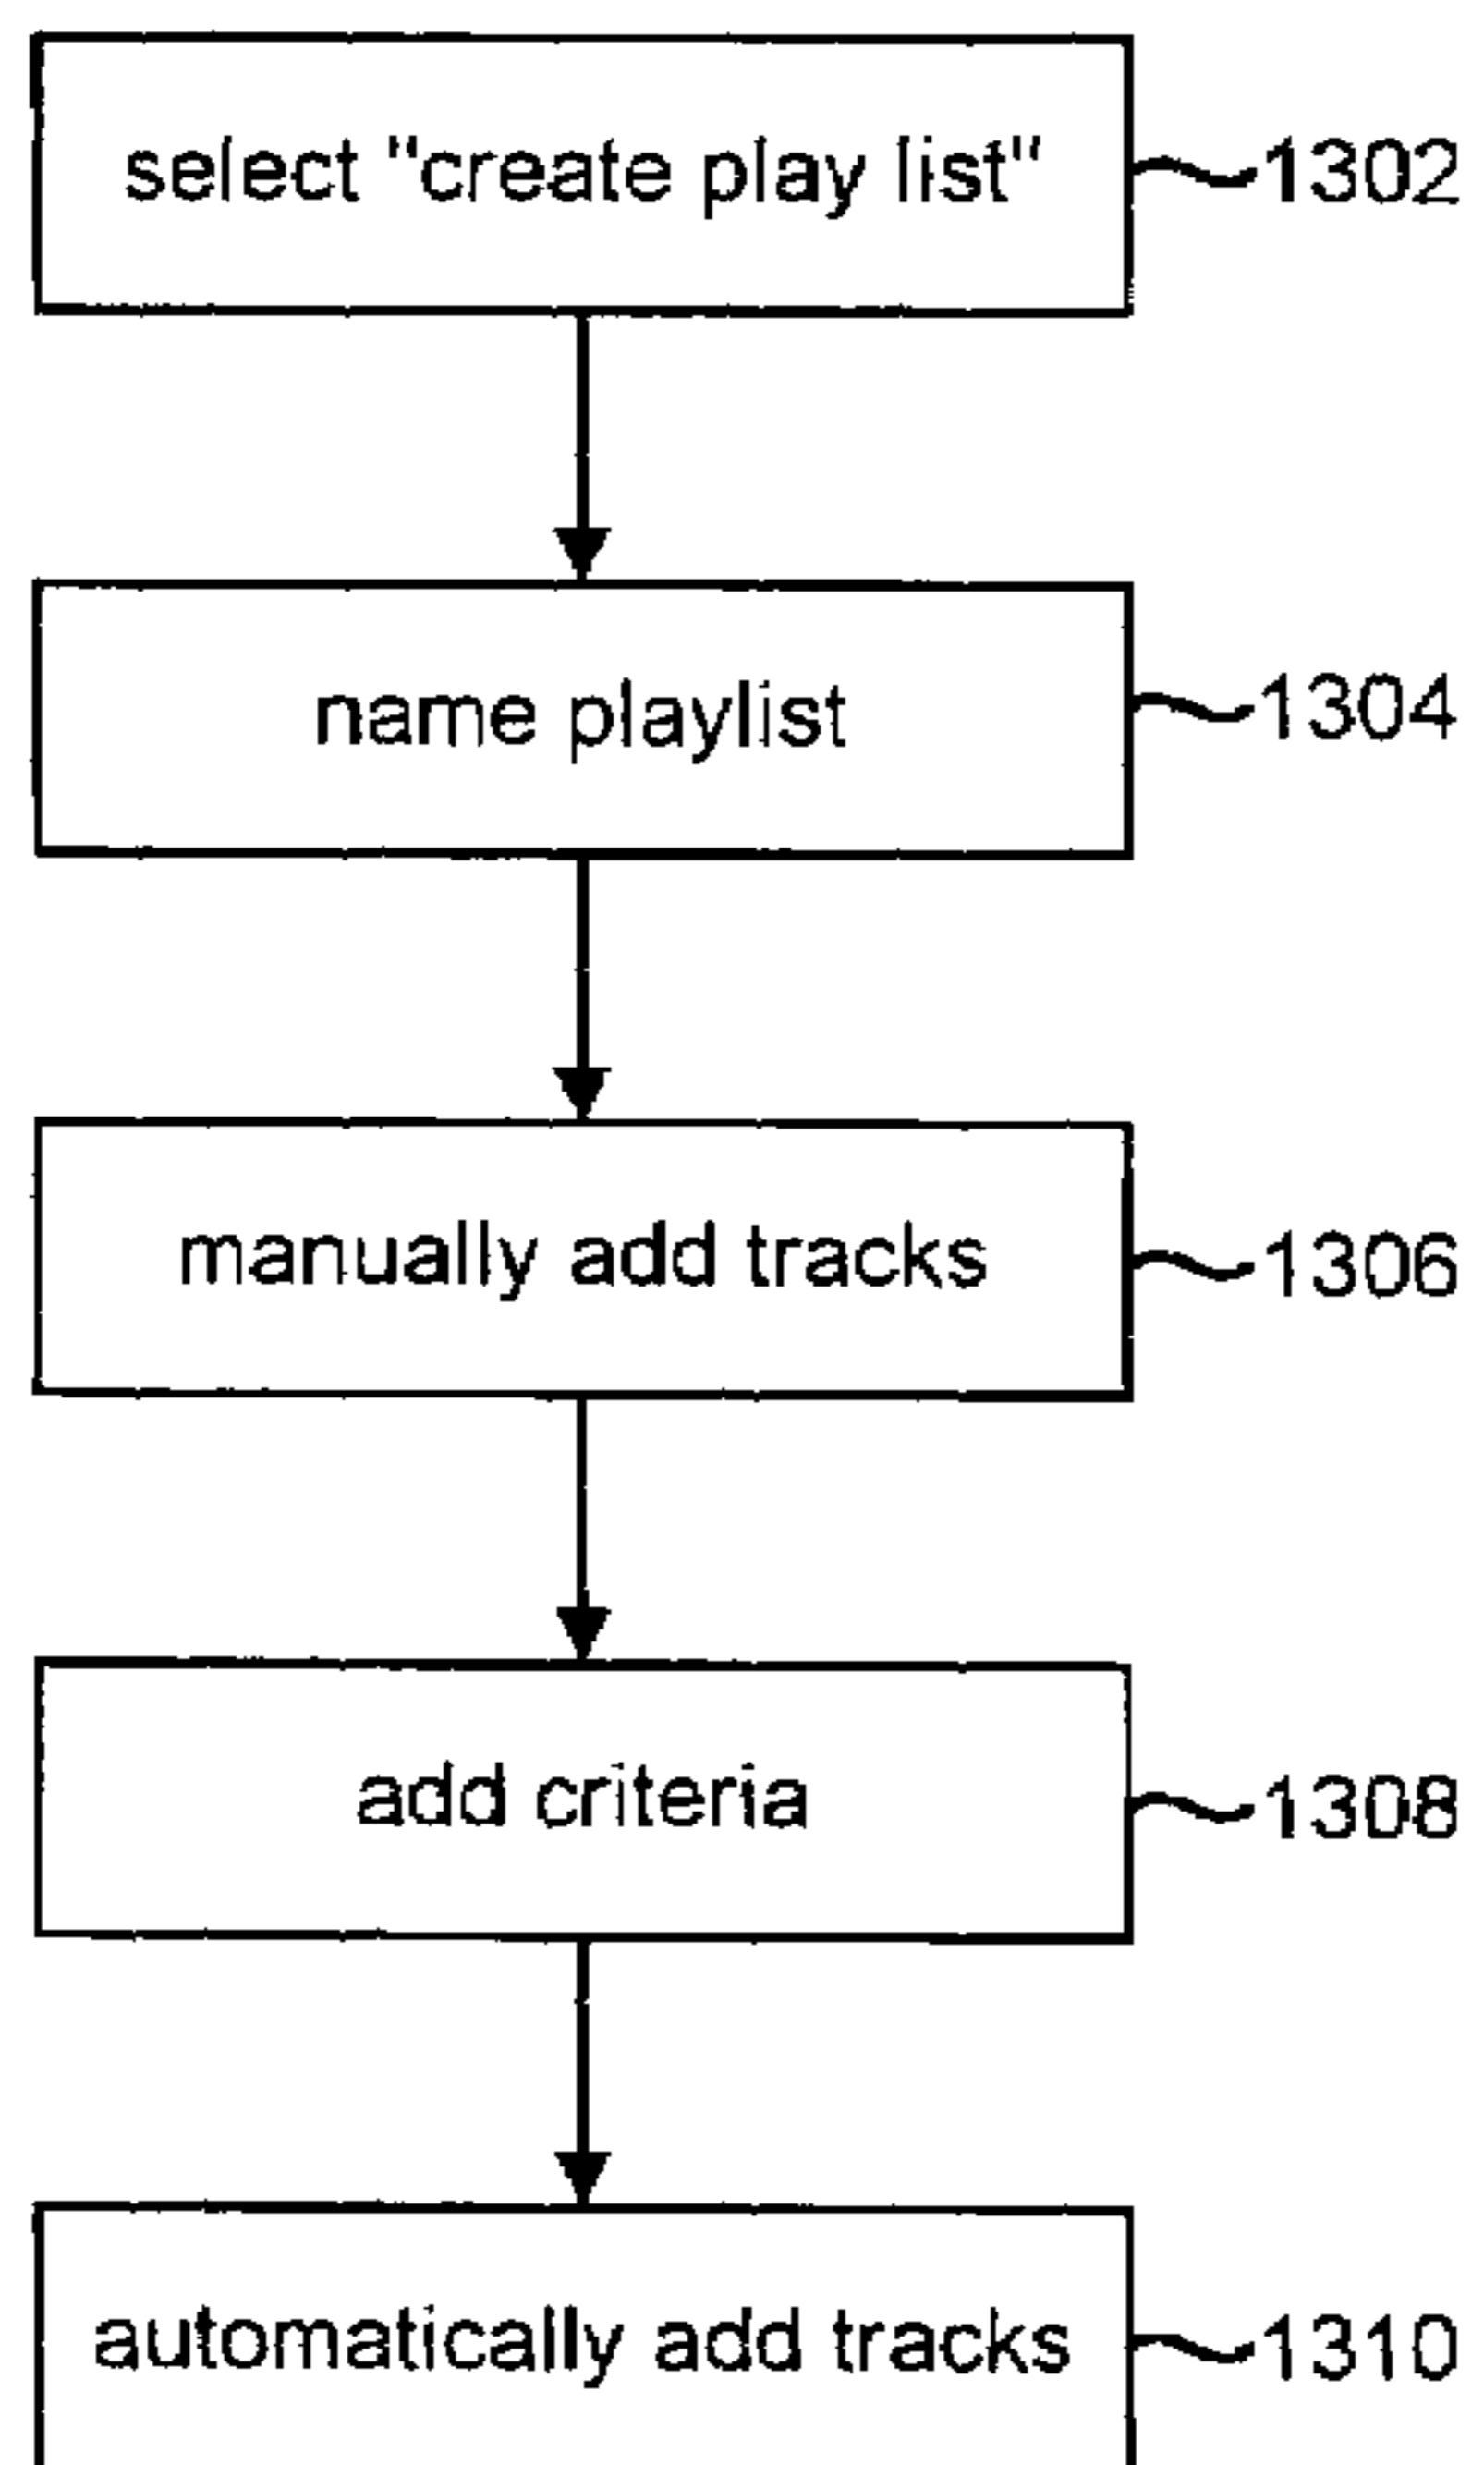 select "create play list"
1302
name playlist
1304
manually add tracks
1306
add criteria
1308
automatically add tracks
1310